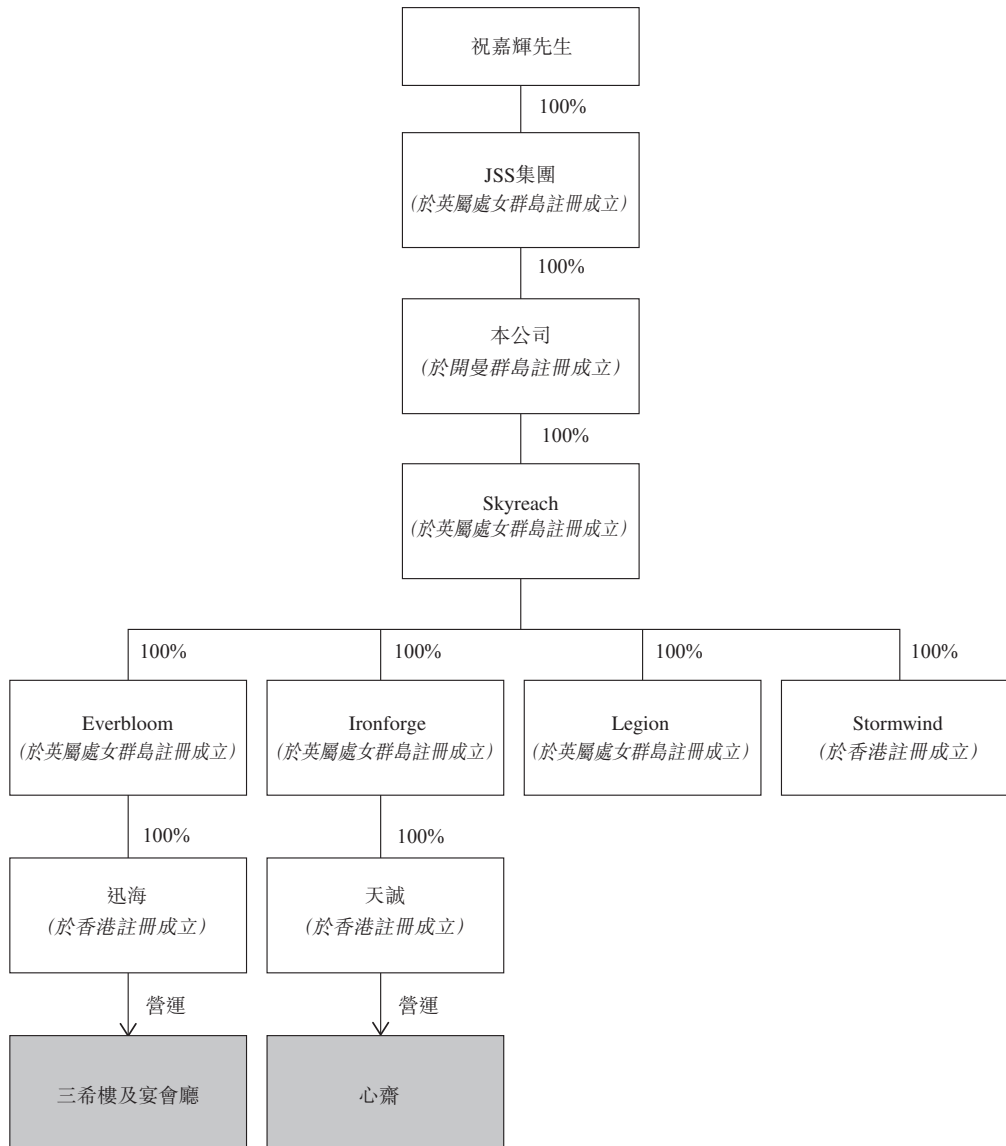 祝嘉輝先生
100%
JSS集團
(於英屬處女群島註冊成立)
100%
本公司
(於開曼群島註冊成立)
100%
Skyreach
(於英屬處女群島註冊成立)
100%
100%
100%
100%
Everbloom
(於英屬處女群島註冊成立)
Ironforge
(於英屬處女群島註冊成立)
Legion
(於英屬處女群島註冊成立)
Stormwind
(於香港註冊成立)
100%
100%
迅海
(於香港註冊成立)
天誠
(於香港註冊成立)
營運
營運
三希樓及宴會廳
心齋